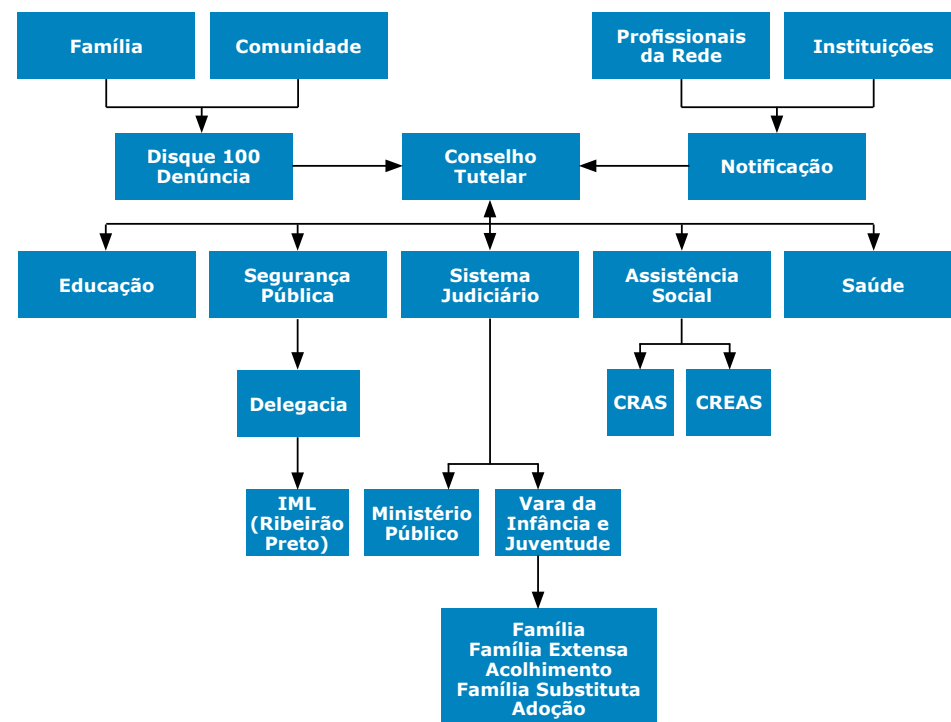 Família
Comunidade
Profissionais
da Rede
Instituições
Disque 100
Denúncia
Conselho
Tutelar
Notificação
Educação
Segurança
Pública
Sistema
Judiciário
Assistência
Social
Saúde
Delegacia
CRAS
CREAS
IML
(Ribeirão
Preto)
Ministério
Público
Vara da
Infância e
Juventude
Família
Família Extensa
Acolhimento
Família Substituta
Adoção